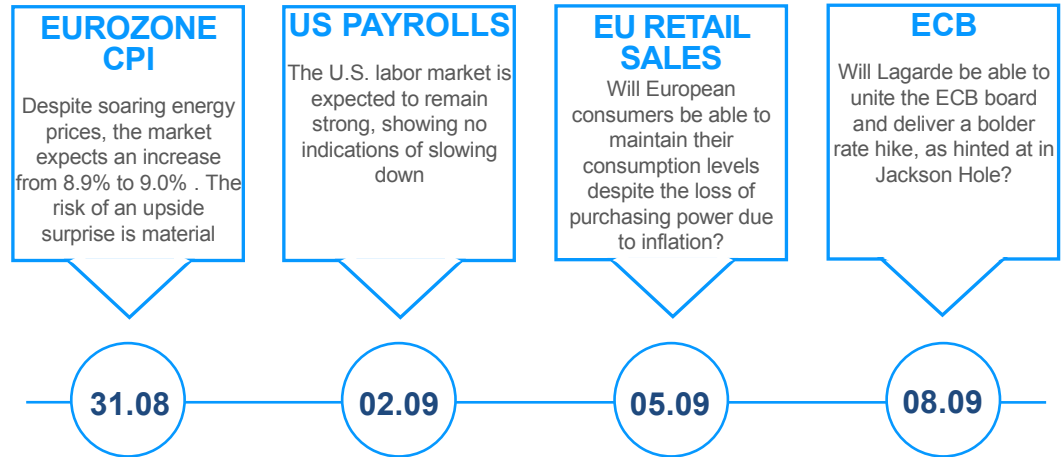 EUROZONE
CPI
Despite soaring energy
prices, the market
expects an increase
from 8.9% to 9.0% . The
risk of an upside
surprise is material
US PAYROLLS
The U.S. labor market is
expected to remain
strong, showing no
indications of slowing
down
EU RETAIL
SALES
Will European
consumers be able to
maintain their
consumption levels
despite the loss of
purchasing power due
to inflation?
ECB
Will Lagarde be able to
unite the ECB board
and deliver a bolder
rate hike, as hinted at in
Jackson Hole?
31.08
02.09
05.09
08.09